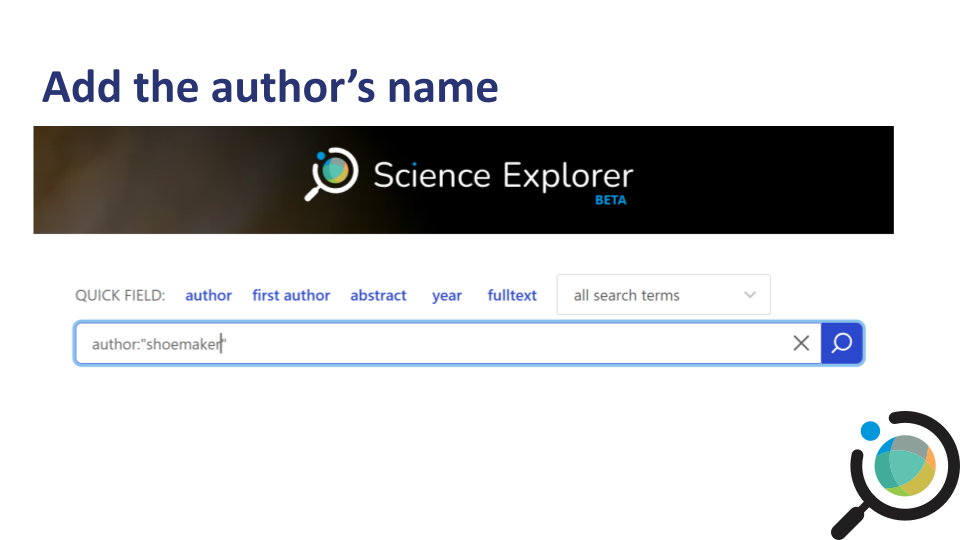 Add the author’s name
Science Explorer
BETA
QUICK FIELD: author first author abstract year fulltext all search terms
author:"shoemaker"